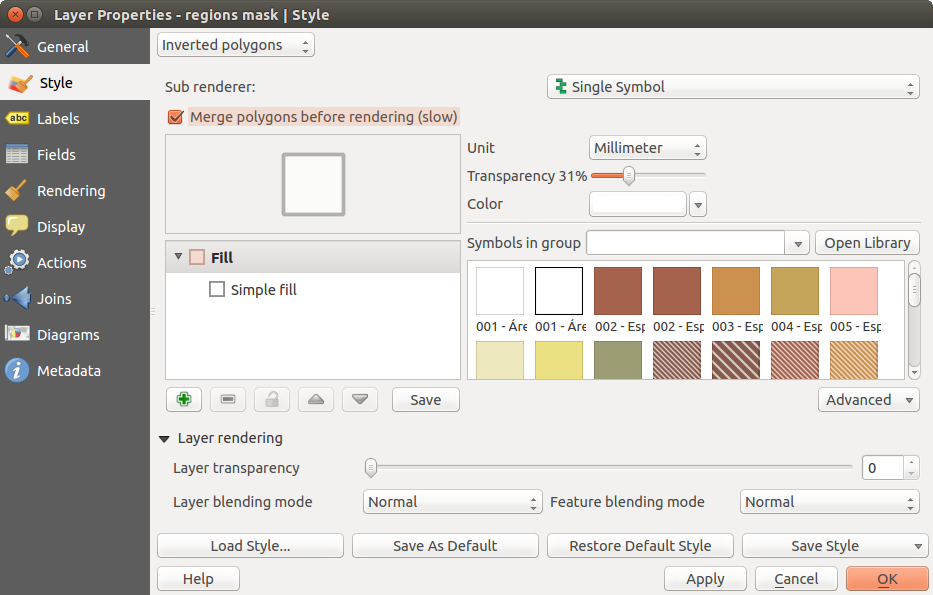 Layer Properties - regions mask | Style
General
Style
abc Labels
Fields
Rendering
Display
Actions
Joins
Diagrams
Metadata
Inverted polygons
Sub renderer:
Single Symbol
Merge polygons before rendering (slow)
Unit
Millimeter
Transparency 31%
Color
Symbols in group
Open Library
Fill
Simple fill
001 - Áre 001 - Áre 002 - Esp 002 - Esp 003 - Esp 004 - Esp 005 - Esp
Save
Advanced
Layer rendering
Layer transparency
0
Layer blending mode
Normal
Feature blending mode
Normal
Load Style...
Save As Default
Restore Default Style
Save Style
Help
Apply
Cancel
OK